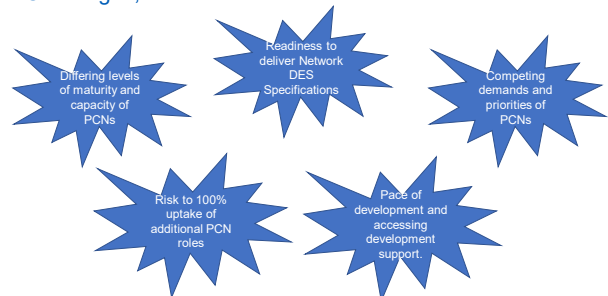 Differing levels
of maturity and
capacity of
PCNs
Readiness to
deliver Network
DES
Specifications
Competing
demands and
priorities of
PCNs
Risk to 100%
uptake of
additional PCN
roles
Pace of
development and
accessing
development
support.